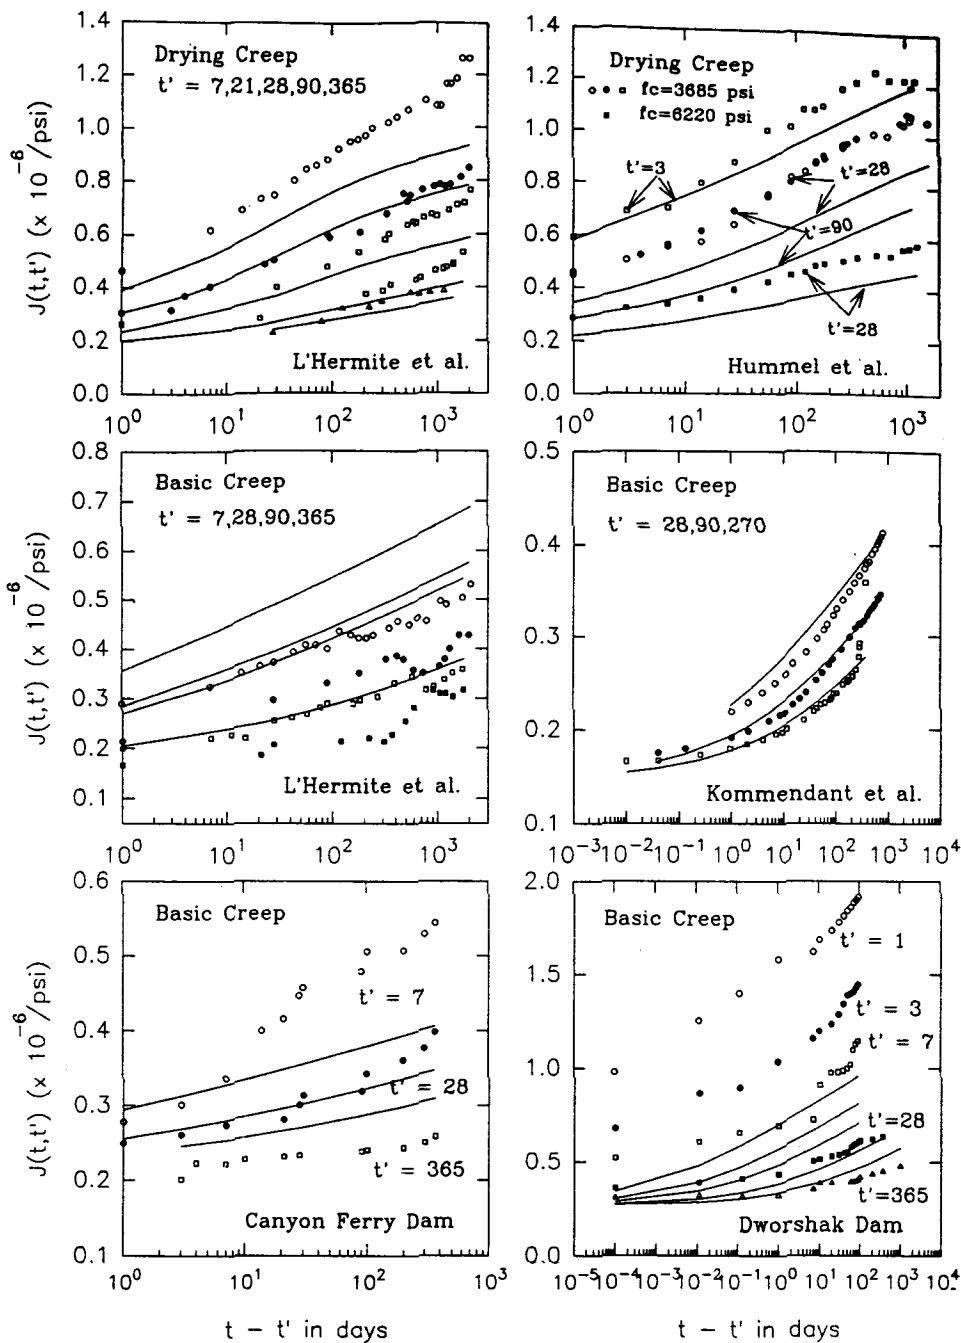 J(t,t') (x 10⁻⁶/psi)
1.4
1.2
1.0
0.8
0.6
0.4
0.2
0.0
Drying Creep
t' = 7,21,28,90,365
L'Hermite et al.
10⁰ 10¹ 10² 10³
1.4
1.2
1.0
0.8
0.6
0.4
0.2
0.0
Drying Creep
fc=3685 psi
fc=6220 psi
t'=3
t'=28
t'=90
t'=28
Hummel et al.
10⁰ 10¹ 10² 10³
J(t,t') (x 10⁻⁶/psi)
0.8
0.7
0.6
0.5
0.4
0.3
0.2
0.1
Basic Creep
t' = 7,28,90,365
L'Hermite et al.
10⁰ 10¹ 10² 10³
0.5
0.4
0.3
0.2
0.1
Basic Creep
t' = 28,90,270
Kommendant et al.
10⁻³ 10⁻² 10⁻¹ 10⁰ 10¹ 10² 10³ 10⁴
J(t,t') (x 10⁻⁶/psi)
0.6
0.5
0.4
0.3
0.2
0.1
Basic Creep
t' = 7
t' = 28
t' = 365
Canyon Ferry Dam
10⁰ 10¹ 10² 10³
t - t' in days
2.0
1.5
1.0
0.5
0.0
Basic Creep
t' = 1
t' = 3
t' = 7
t'=28
t'=365
Dworshak Dam
10⁻⁵ 10⁻⁴ 10⁻³ 10⁻² 10⁻¹ 10⁰ 10¹ 10² 10³ 10⁴
t - t' in days